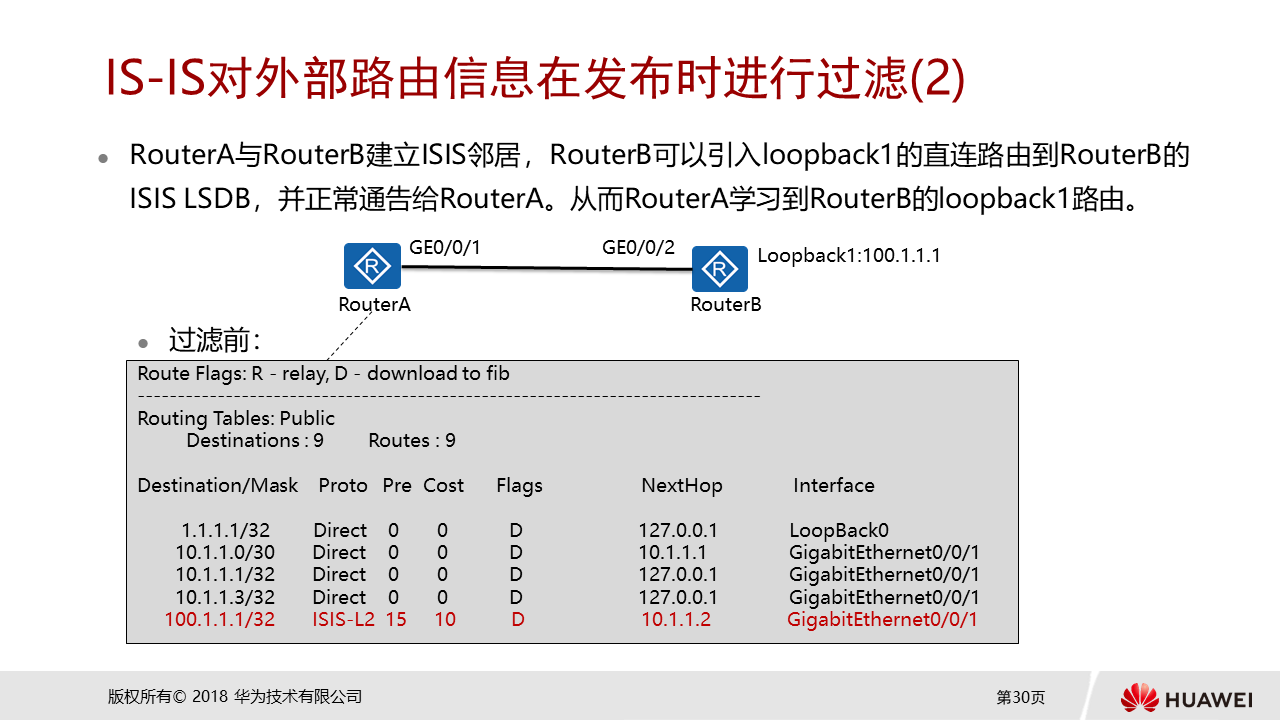 IS-IS对外部路由信息在发布时进行过滤(2)
RouterA与RouterB建立ISIS邻居，RouterB可以引入loopback1的直连路由到RouterB的
ISIS LSDB，并正常通告给RouterA。从而RouterA学习到RouterB的loopback1路由。
GE0/0/1 GE0/0/2 Loopback1:100.1.1.1
R R
RouterA RouterB
过滤前：
Route Flags: R - relay, D - download to fib
------------------------------------------------------------------------------
Routing Tables: Public
Destinations : 9 Routes : 9
Destination/Mask Proto Pre Cost Flags NextHop Interface
1.1.1.1/32 Direct 0 0 D 127.0.0.1 LoopBack0
10.1.1.0/30 Direct 0 0 D 10.1.1.1 GigabitEthernet0/0/1
10.1.1.1/32 Direct 0 0 D 127.0.0.1 GigabitEthernet0/0/1
10.1.1.3/32 Direct 0 0 D 127.0.0.1 GigabitEthernet0/0/1
100.1.1.1/32 ISIS-L2 15 10 D 10.1.1.2 GigabitEthernet0/0/1
版权所有© 2018 华为技术有限公司 第30页 HUAWEI